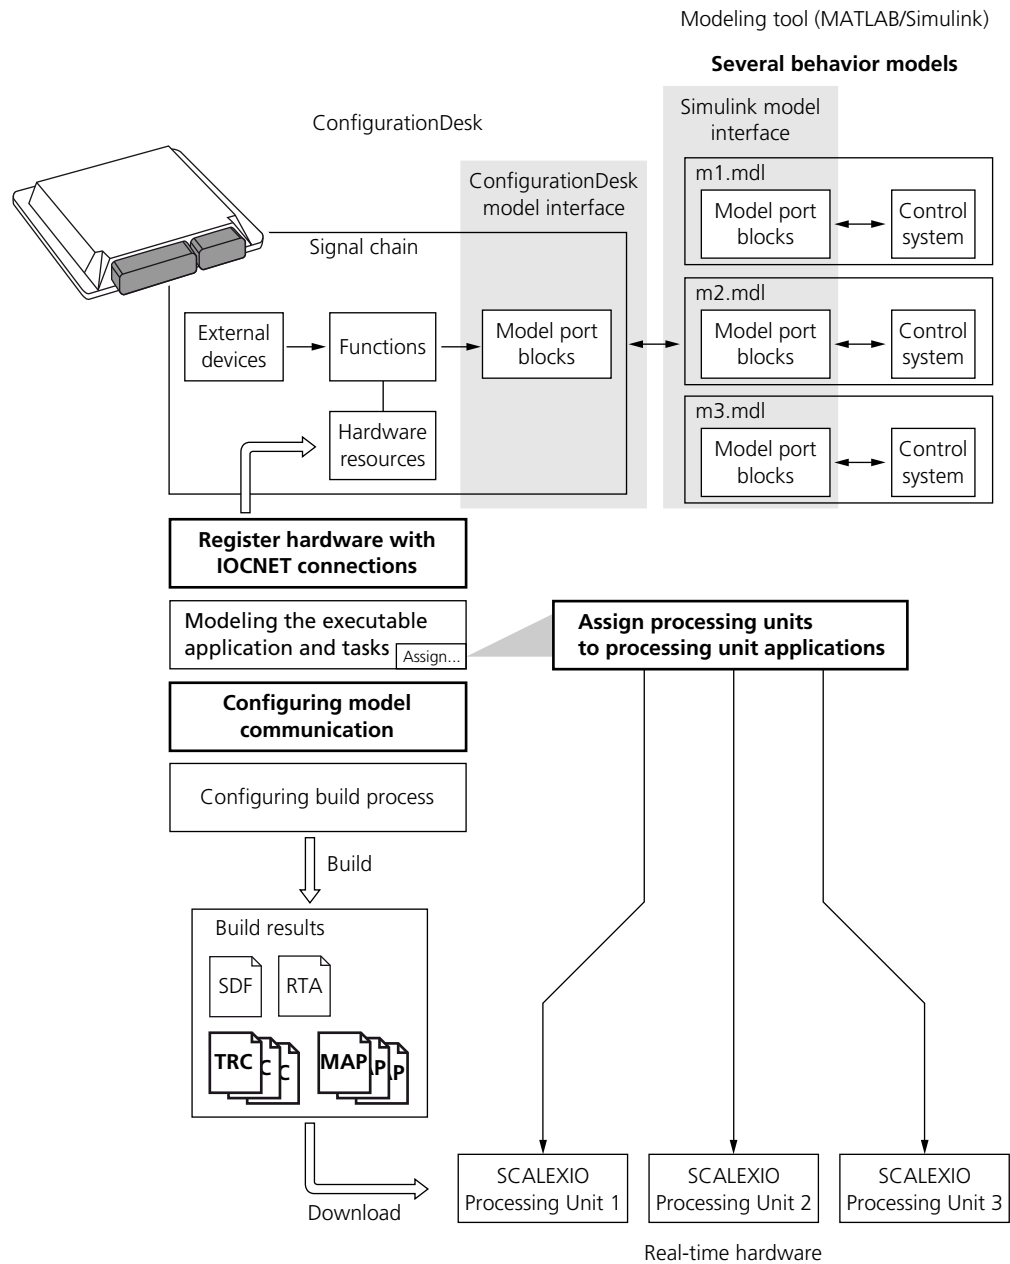 Modeling tool (MATLAB/Simulink)
Several behavior models
ConfigurationDesk
Simulink model
interface
ConfigurationDesk
model interface
Signal chain
m1.mdl
Model port
blocks
Control
system
m2.mdl
Model port
blocks
Control
system
m3.mdl
Model port
blocks
Control
system
External
devices
Functions
Model port
blocks
Hardware
resources
Register hardware with
IOCNET connections
Modeling the executable
application and tasks
Assign...
Assign processing units
to processing unit applications
Configuring model
communication
Configuring build process
Build
Build results
SDF
RTA
TRC
C
C
MAP
AP
AP
Download
SCALEXIO
Processing Unit 1
SCALEXIO
Processing Unit 2
SCALEXIO
Processing Unit 3
Real-time hardware